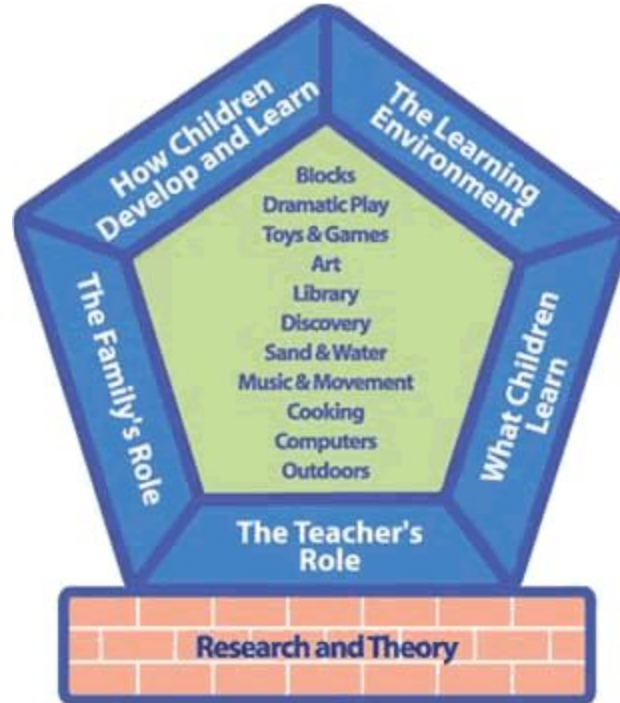 How Children
Develop and Learn
The Learning
Environment
Blocks
Dramatic Play
Toys & Games
Art
Library
Discovery
Sand & Water
Music & Movement
Cooking
Computers
Outdoors
The Family's Role
What Children
Learn
The Teacher's
Role
Research and Theory